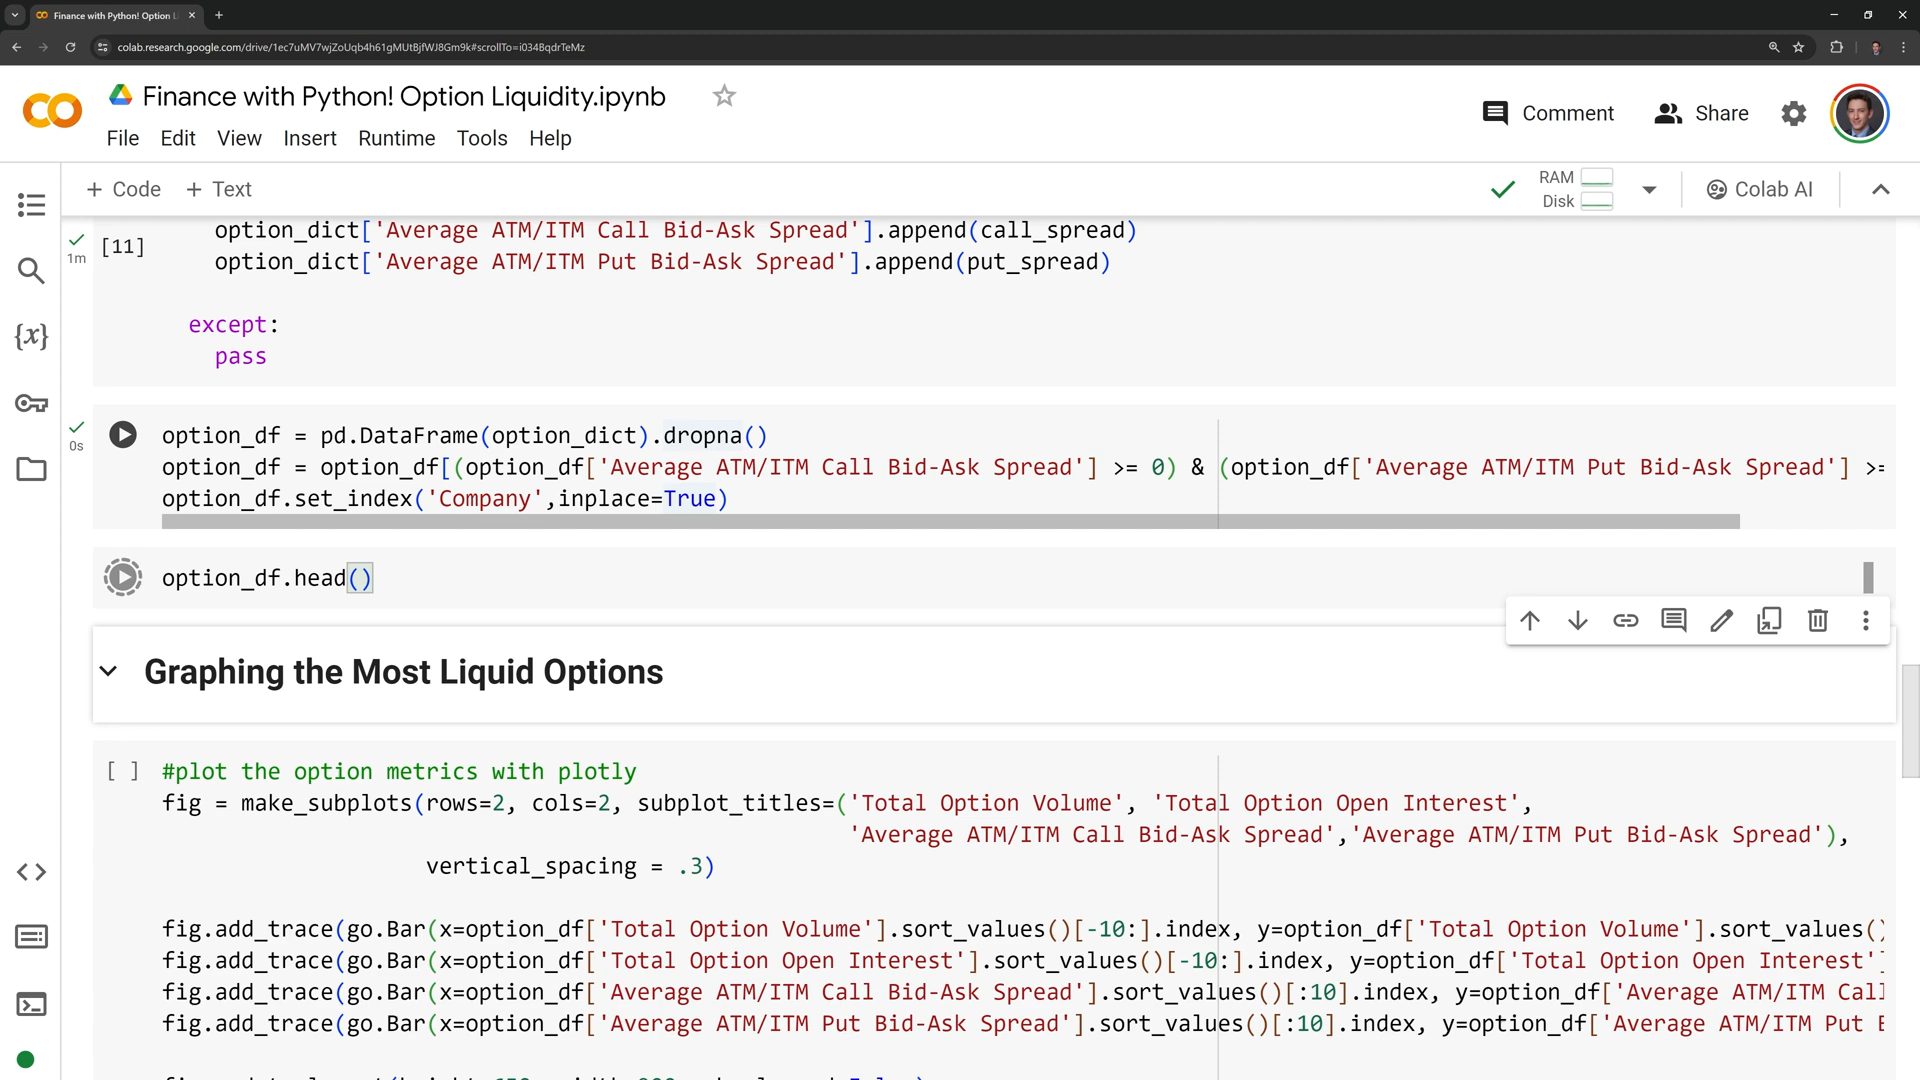 Finance with Python! Option Li
colab.research.google.com/drive/1ec7uMV7wjZoUqb4h61gMUtBjfWJ8Gm9k#scrollTo=i034BqdrTeMz
Finance with Python! Option Liquidity.ipynb
Comment
Share
File Edit View Insert Runtime Tools Help
+ Code + Text
RAM
Disk
Colab AI
option_dict['Average ATM/ITM Call Bid-Ask Spread'].append(call_spread)
1m
[11]
option_dict['Average ATM/ITM Put Bid-Ask Spread'].append(put_spread)
except:
pass
0s
option_df = pd.DataFrame(option_dict).dropna()
option_df = option_df[(option_df['Average ATM/ITM Call Bid-Ask Spread'] >= 0) & (option_df['Average ATM/ITM Put Bid-Ask Spread'] >=
option_df.set_index('Company',inplace=True)
option_df.head()
Graphing the Most Liquid Options
[ ]
#plot the option metrics with plotly
fig = make_subplots(rows=2, cols=2, subplot_titles=('Total Option Volume', 'Total Option Open Interest',
'Average ATM/ITM Call Bid-Ask Spread','Average ATM/ITM Put Bid-Ask Spread'),
vertical_spacing = .3)
fig.add_trace(go.Bar(x=option_df['Total Option Volume'].sort_values()[-10:].index, y=option_df['Total Option Volume'].sort_values()
fig.add_trace(go.Bar(x=option_df['Total Option Open Interest'].sort_values()[-10:].index, y=option_df['Total Option Open Interest']
fig.add_trace(go.Bar(x=option_df['Average ATM/ITM Call Bid-Ask Spread'].sort_values()[:10].index, y=option_df['Average ATM/ITM Call
fig.add_trace(go.Bar(x=option_df['Average ATM/ITM Put Bid-Ask Spread'].sort_values()[:10].index, y=option_df['Average ATM/ITM Put